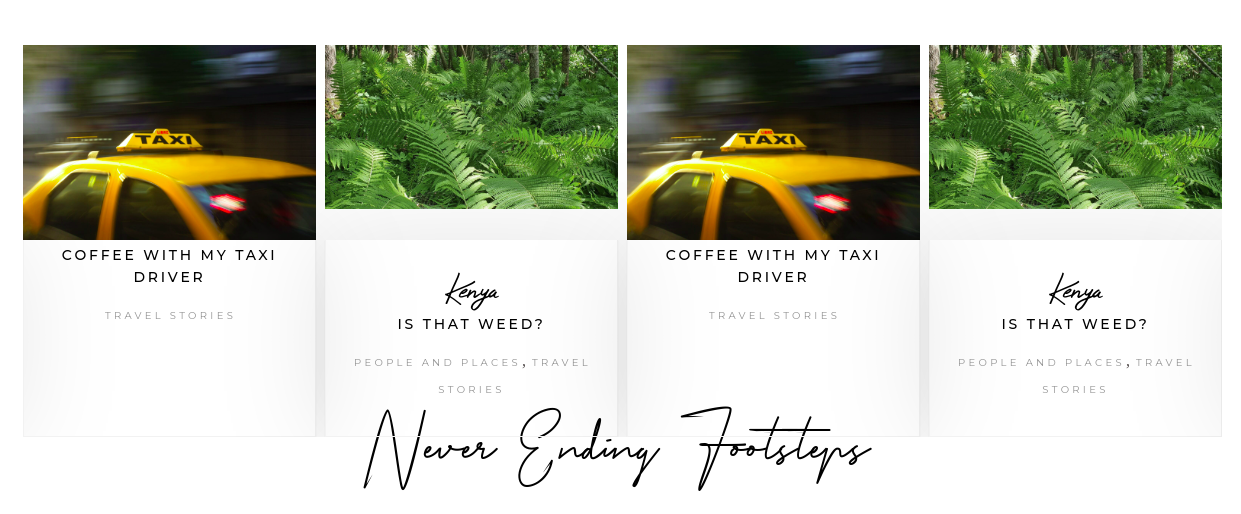 TAXI
TAXI
COFFEE WITH MY TAXI
DRIVER
TRAVEL STORIES
Kenya
IS THAT WEED?
PEOPLE AND PLACES, TRAVEL
STORIES
COFFEE WITH MY TAXI
DRIVER
TRAVEL STORIES
Kenya
IS THAT WEED?
PEOPLE AND PLACES, TRAVEL
STORIES
Never Ending Footsteps